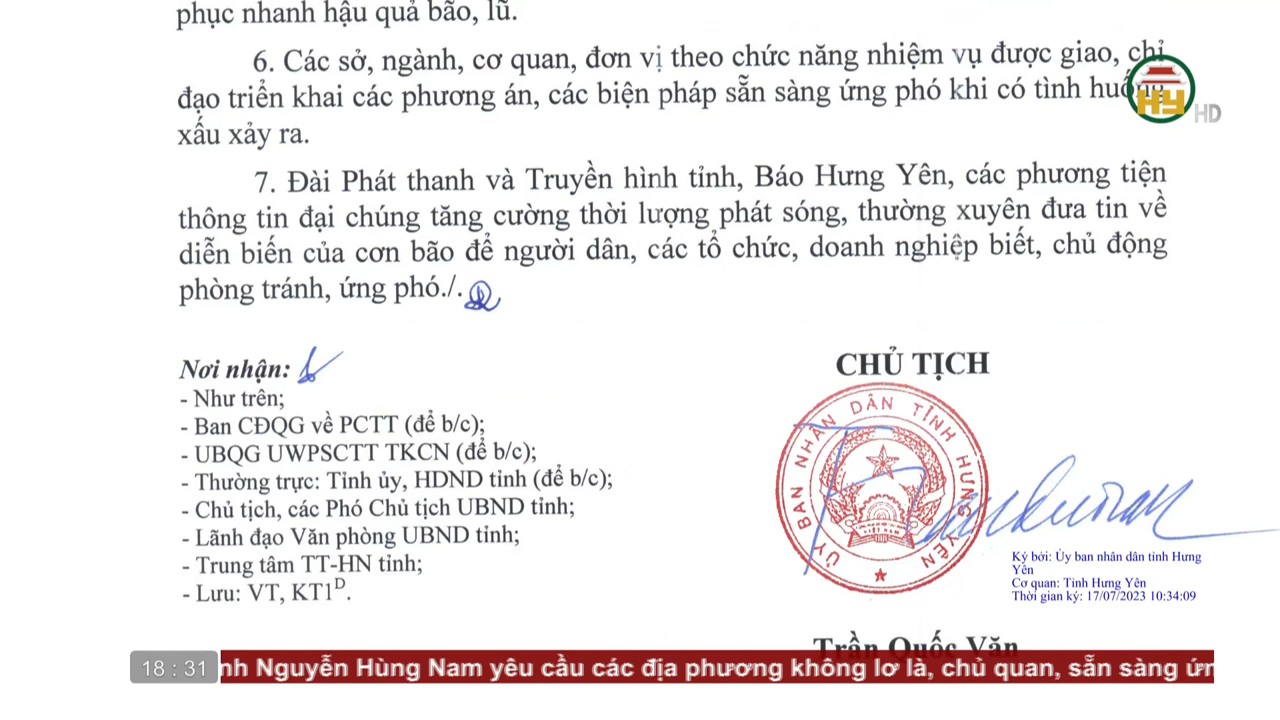 phục nhanh hậu quả bão, lũ.
6. Các sở, ngành, cơ quan, đơn vị theo chức năng nhiệm vụ được giao, chỉ
đạo triển khai các phương án, các biện pháp sẵn sàng ứng phó khi có tình huống
xấu xảy ra.
HY HD
7. Đài Phát thanh và Truyền hình tỉnh, Báo Hưng Yên, các phương tiện
thông tin đại chúng tăng cường thời lượng phát sóng, thường xuyên đưa tin về
diễn biến của cơn bão để người dân, các tổ chức, doanh nghiệp biết, chủ động
phòng tránh, ứng phó./.
Nơi nhận:
- Như trên;
- Ban CĐQG về PCTT (để b/c);
- UBQG UWPSCTT TKCN (để b/c);
- Thường trực: Tỉnh ủy, HDND tỉnh (để b/c);
- Chủ tịch, các Phó Chủ tịch UBND tỉnh;
- Lãnh đạo Văn phòng UBND tỉnh;
- Trung tâm TT-HN tỉnh;
- Lưu: VT, KT1D.
CHỦ TỊCH
ỦY BAN NHÂN DÂN TỈNH HƯNG YÊN
Ký bởi: Ủy ban nhân dân tỉnh Hưng
Yên
Cơ quan: Tỉnh Hưng Yên
Thời gian ký: 17/07/2023 10:34:09
Trần Quốc Văn
18 : 31 nh Nguyễn Hùng Nam yêu cầu các địa phương không lơ là, chủ quan, sẵn sàng ứn